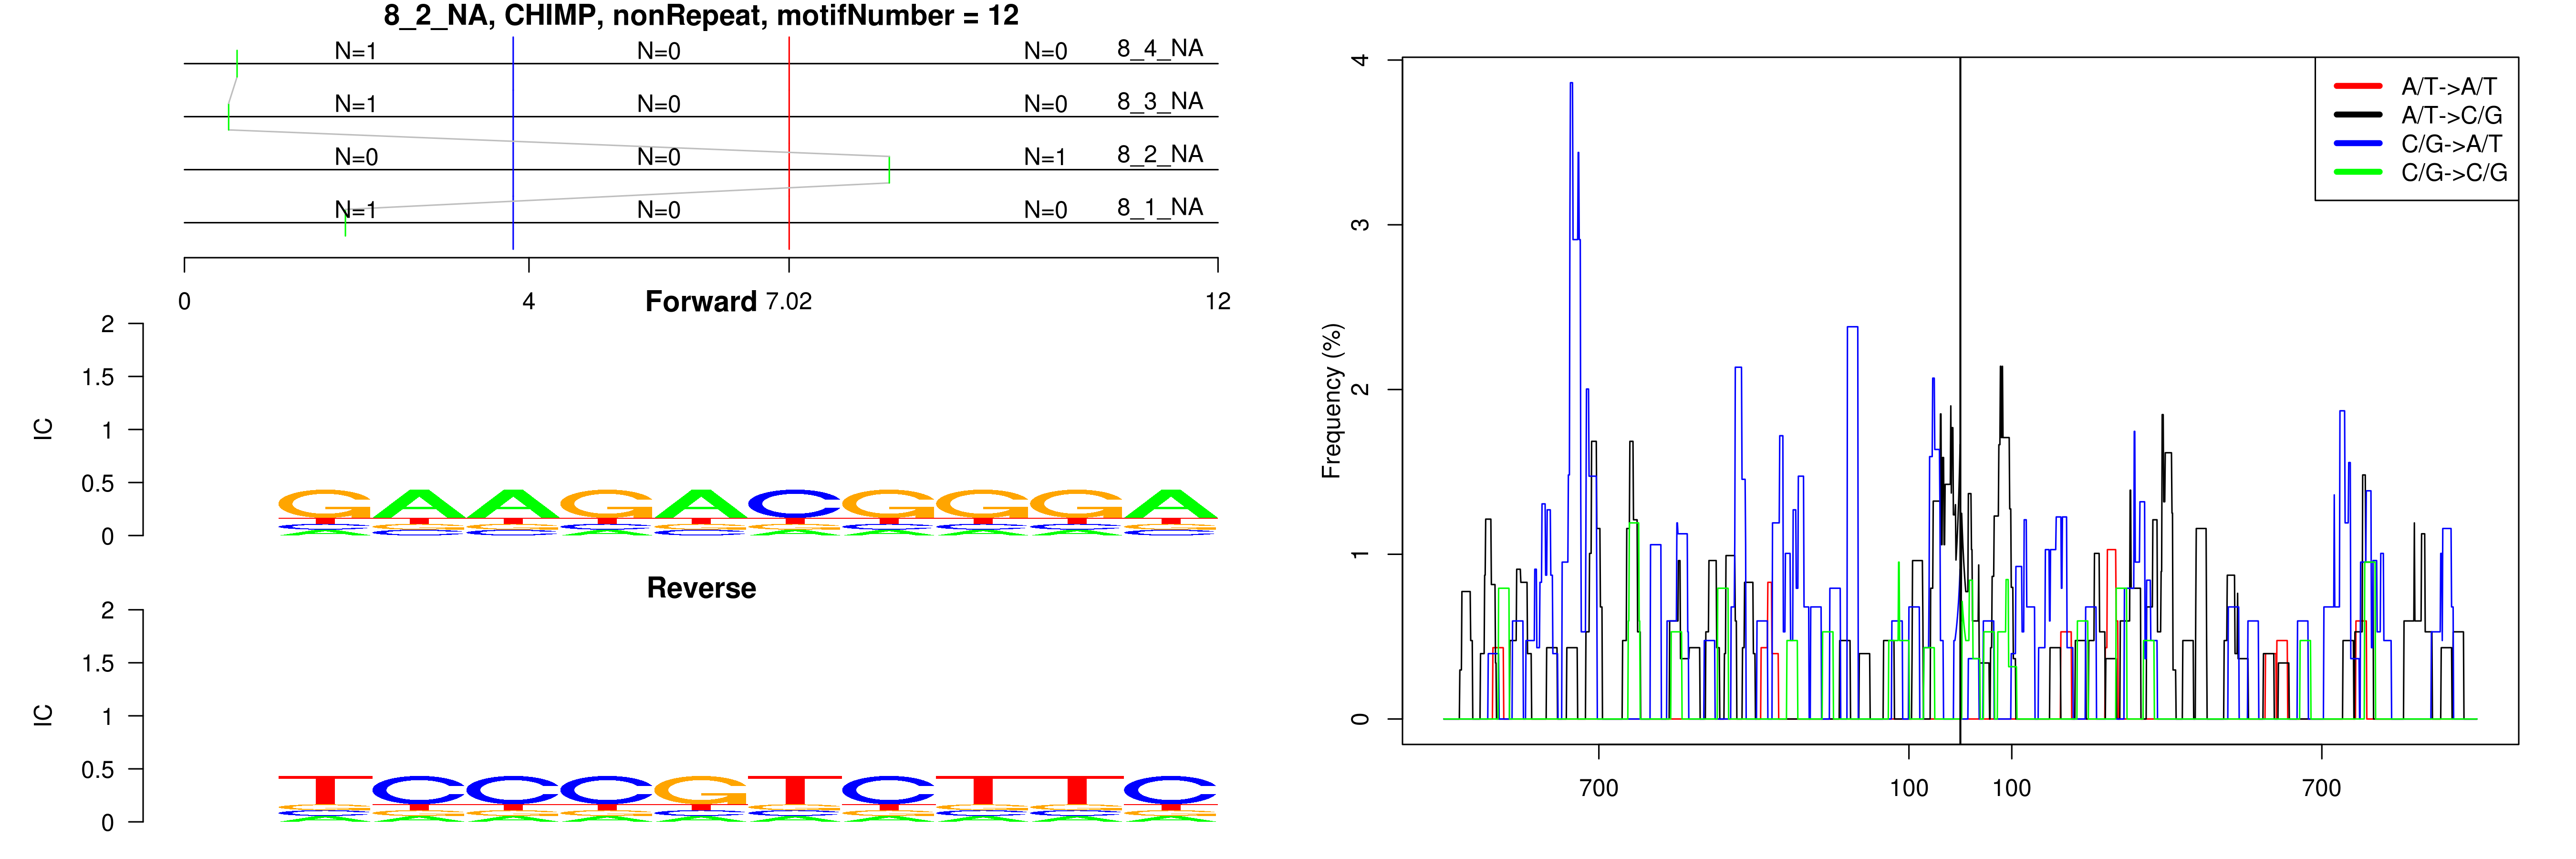 8_2_NA, CHIMP, nonRepeat, motifNumber = 12
N=1 N=0 N=0 8_4_NA
N=1 N=0 N=0 8_3_NA
N=0 N=0 N=1 8_2_NA
N=1 N=0 N=0 8_1_NA
0 4 7.02 12
Forward
2
1.5
1
0.5
0
IC
GAAGACGGGA
Reverse
2
1.5
1
0.5
0
IC
TCCCGTCTTC
4
3
2
1
0
Frequency (%)
A/T->A/T
A/T->C/G
C/G->A/T
C/G->C/G
700 100 100 700